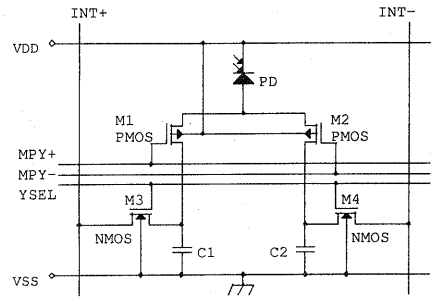 INT+ INT-
VDD
PD
M1 M2
PMOS PMOS
MPY+
MPY-
YSEL
M3 M4
NMOS C1 C2 NMOS
VSS